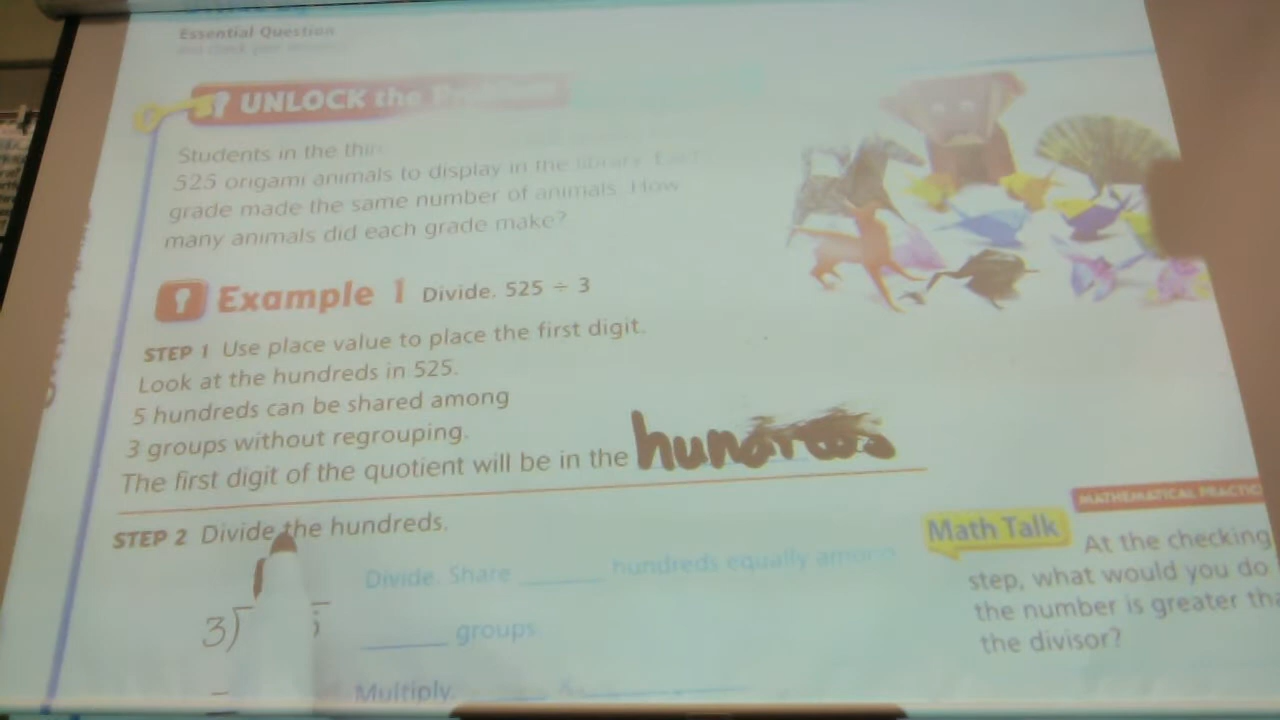 Essential Question
UNLOCK the Problem
Students in the
525 origami animals to display in the library. Each
grade made the same number of animals. How
many animals did each grade make?
Example 1 Divide. 525 ÷ 3
STEP 1 Use place value to place the first digit.
Look at the hundreds in 525.
5 hundreds can be shared among
3 groups without regrouping.
The first digit of the quotient will be in the hundreds
STEP 2 Divide the hundreds.
Divide. Share ______ hundreds equally among
______ groups.
3)
Multiply.
MATHEMATICAL
Math Talk At the checking
step, what would you do
the number is greater
the divisor?